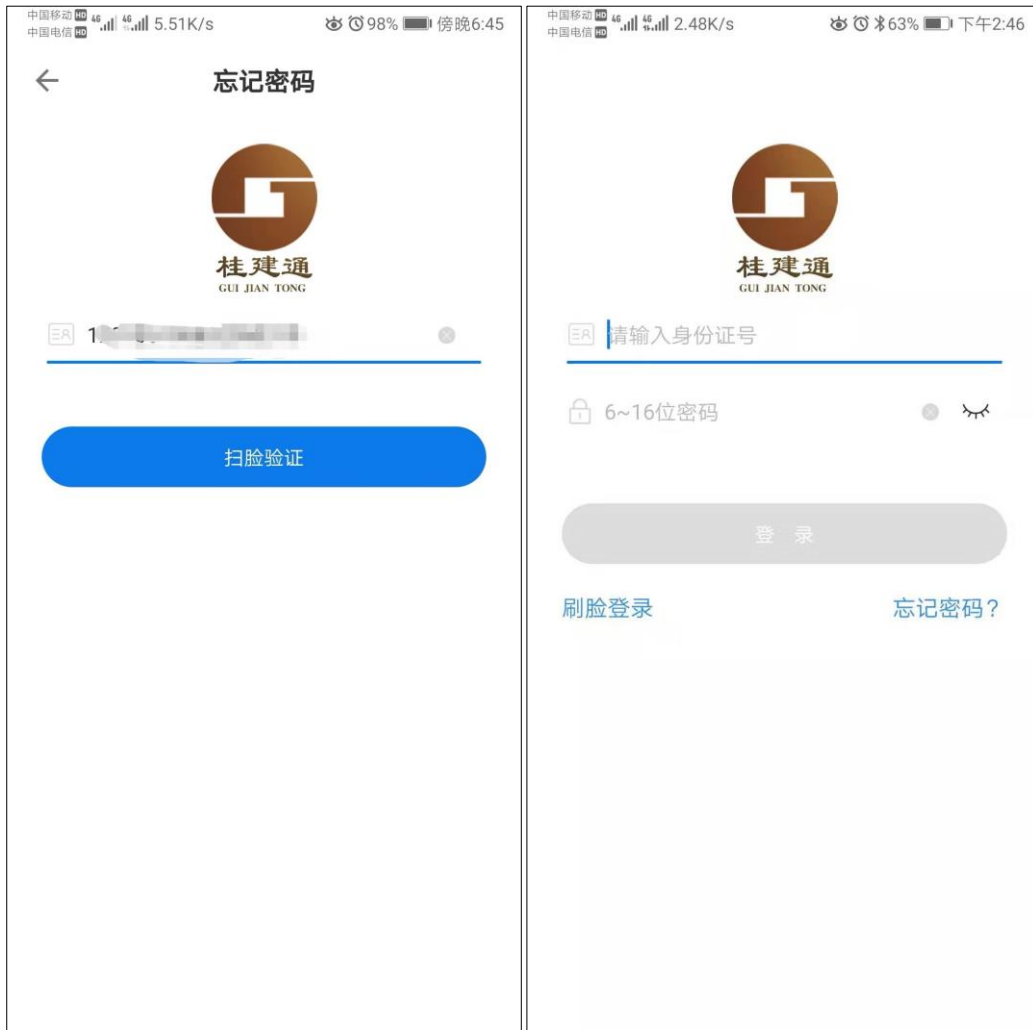 中国移动 HD 46 46 5.51K/s 98% 傍晚6:45
中国电信 HD
忘记密码
桂建通
GUI JIAN TONG
1
扫脸验证
中国移动 HD 46 46 2.48K/s 63% 下午2:46
中国电信 HD
桂建通
GUI JIAN TONG
请输入身份证号
6~16位密码
登 录
刷脸登录
忘记密码?